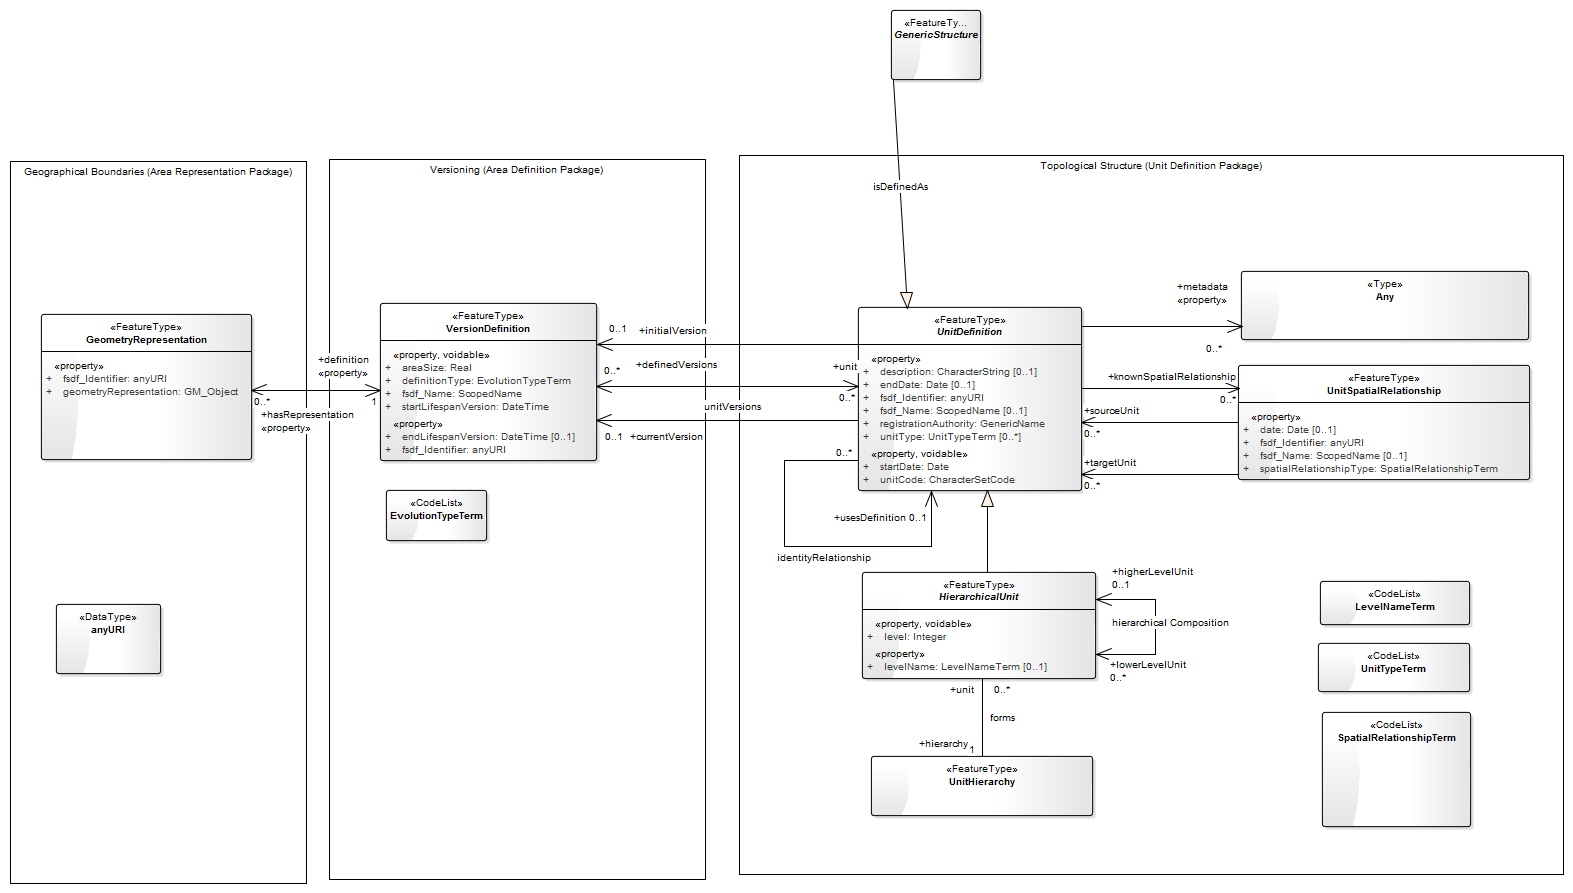 «FeatureTy...
GenericStructure
isDefinedAs
Geographical Boundaries (Area Representation Package)
«FeatureType»
GeometryRepresentation
«property»
+ fsdf_Identifier: anyURI
+ geometryRepresentation: GM_Object
«DataType»
anyURI
+definition
«property»
0..*
1
+hasRepresentation
«property»
Versioning (Area Definition Package)
«FeatureType»
VersionDefinition
«property, voidable»
+ areaSize: Real
+ definitionType: EvolutionTypeTerm
+ fsdf_Name: ScopedName
+ startLifespanVersion: DateTime
«property»
+ endLifespanVersion: DateTime [0..1]
+ fsdf_Identifier: anyURI
«CodeList»
EvolutionTypeTerm
0..1 +initialVersion
+definedVersions
0..*
+unit
0..*
unitVersions
0..1 +currentVersion
Topological Structure (Unit Definition Package)
«FeatureType»
UnitDefinition
«property»
+ description: CharacterString [0..1]
+ endDate: Date [0..1]
+ fsdf_Identifier: anyURI
+ fsdf_Name: ScopedName [0..1]
+ registrationAuthority: GenericName
+ unitType: UnitTypeTerm [0..*]
«property, voidable»
+ startDate: Date
+ unitCode: CharacterSetCode
+metadata
«property»
0..*
«Type»
Any
+knownSpatialRelationship
0..*
+sourceUnit
0..*
+targetUnit
0..*
«FeatureType»
UnitSpatialRelationship
«property»
+ date: Date [0..1]
+ fsdf_Identifier: anyURI
+ fsdf_Name: ScopedName [0..1]
+ spatialRelationshipType: SpatialRelationshipTerm
0..*
+usesDefinition 0..1
identityRelationship
«FeatureType»
HierarchicalUnit
«property, voidable»
+ level: Integer
«property»
+ levelName: LevelNameTerm [0..1]
+higherLevelUnit
0..1
hierarchical Composition
+lowerLevelUnit
0..*
+unit 0..*
forms
+hierarchy 1
«FeatureType»
UnitHierarchy
«CodeList»
LevelNameTerm
«CodeList»
UnitTypeTerm
«CodeList»
SpatialRelationshipTerm